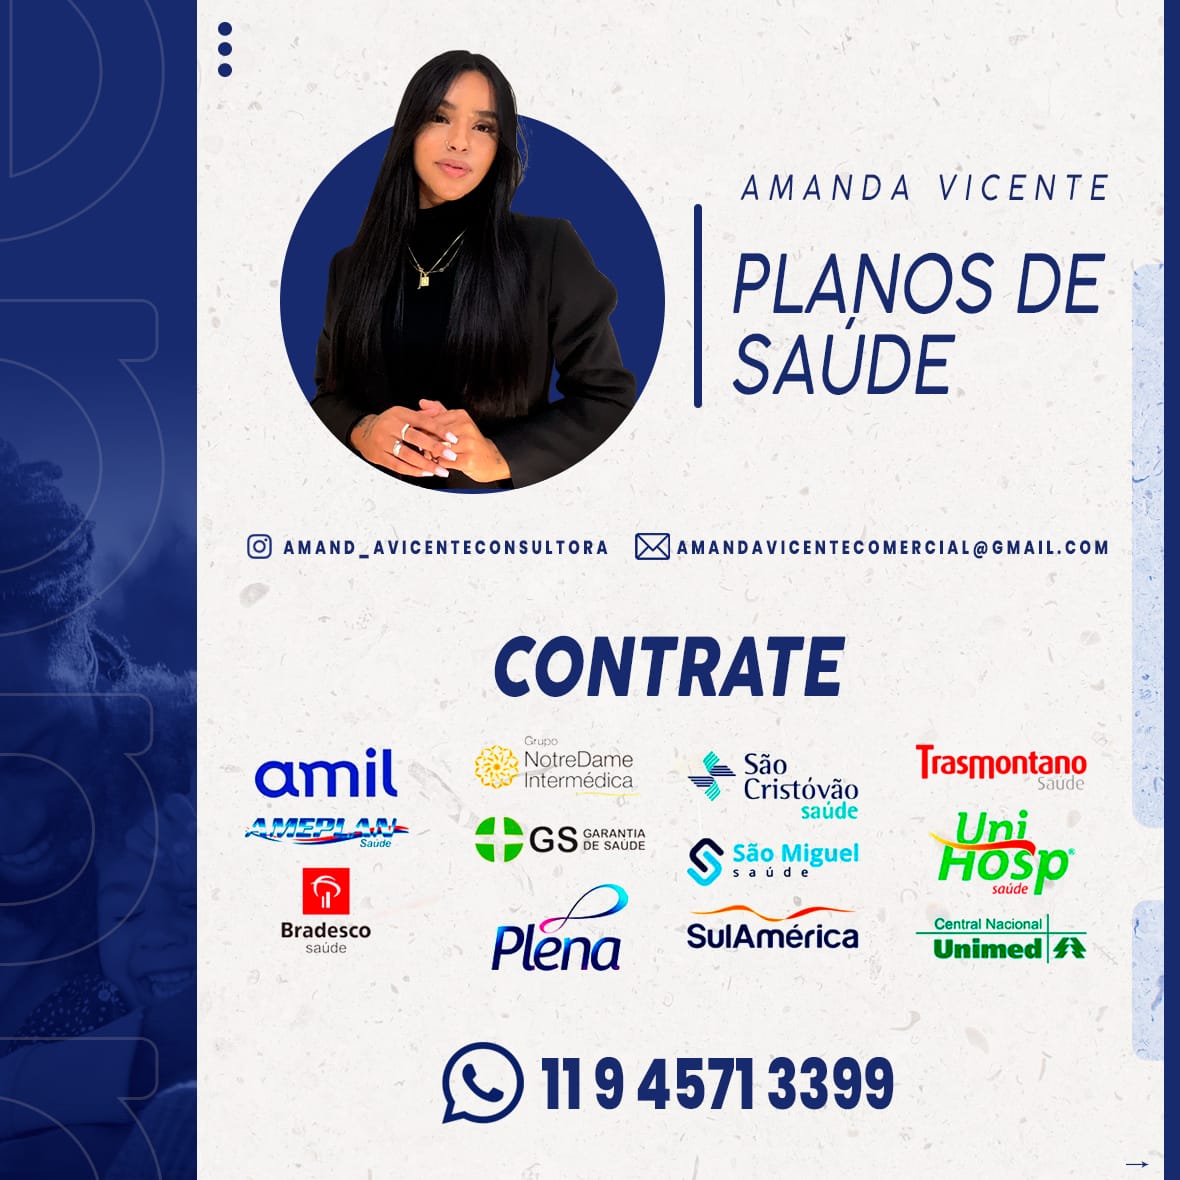 AMANDA VICENTE
PLANOS DE
SAÚDE
AMAND_AVICENTECONSULTORA
AMANDAVICENTECOMERCIAL@GMAIL.COM
CONTRATE
amil
Grupo
NotreDame
Intermédica
São
Cristóvão
saúde
Trasmontano
Saúde
AMEPLAN
Saúde
GS GARANTIA
DE SAÚDE
São Miguel
saúde
Uni
Hosp®
saúde
Bradesco
saúde
Plena
SulAmérica
Central Nacional
Unimed
11 9 4571 3399